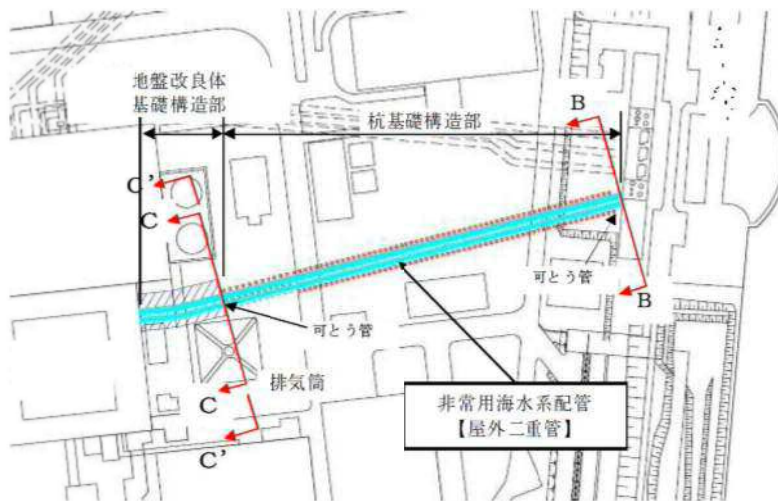 地盤改良体
基礎構造部
杭基礎構造部
B
C’
C
可とう管
B
可とう管
排気筒
C
C’
非常用海水系配管
【屋外二重管】